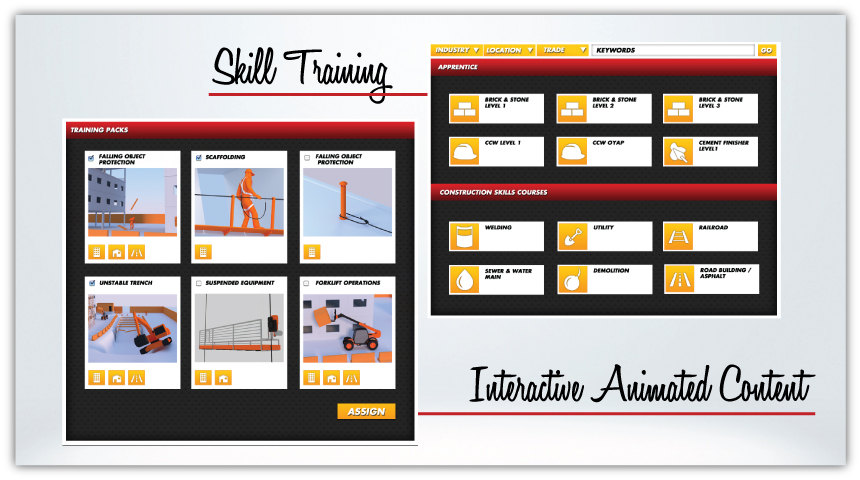 Skill Training
INDUSTRY
LOCATION
TRADE
KEYWORDS
GO
APPRENTICE
BRICK & STONE
LEVEL 1
BRICK & STONE
LEVEL 2
BRICK & STONE
LEVEL 3
CCW LEVEL 1
CCW OYAP
CEMENT FINISHER
LEVEL1
CONSTRUCTION SKILLS COURSES
WELDING
UTILITY
RAILROAD
SEWER & WATER
MAIN
DEMOLITION
ROAD BUILDING /
ASPHALT
TRAINING PACKS
FALLING OBJECT
PROTECTION
SCAFFOLDING
FALLING OBJECT
PROTECTION
UNSTABLE TRENCH
SUSPENDED EQUIPMENT
FORKLIFT OPERATIONS
ASSIGN
Interactive Animated Content